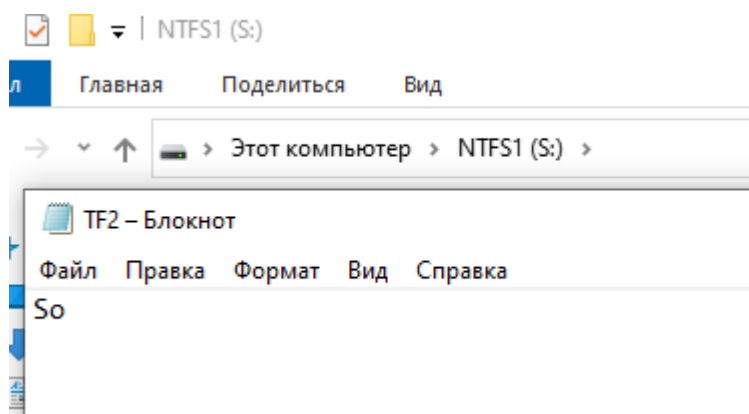 NTFS1 (S:)
л Главная Поделиться Вид
Этот компьютер > NTFS1 (S:) >
TF2 – Блокнот
Файл Правка Формат Вид Справка
So